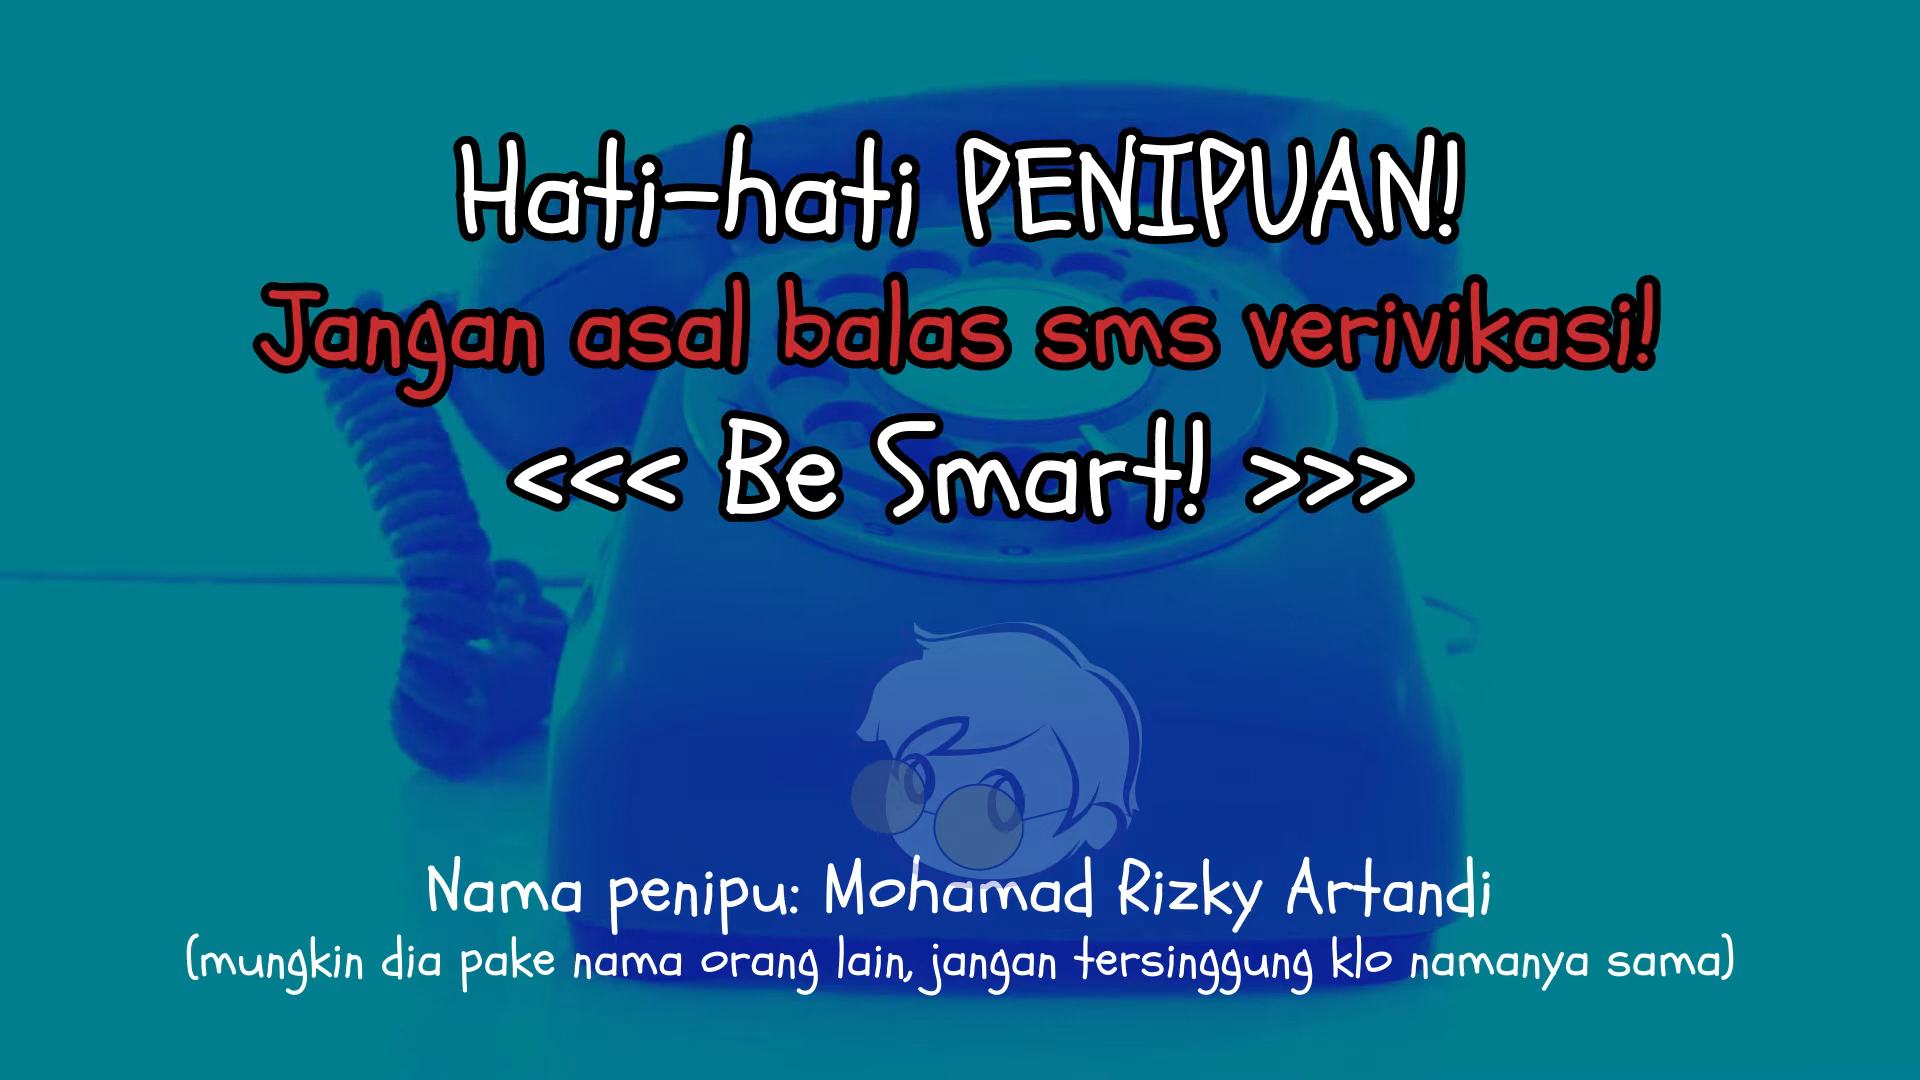 Hati-hati PENIPUAN!
Jangan asal balas sms verivikasi!
<<< Be Smart! >>>
Nama penipu: Mohamad Rizky Artandi
(mungkin dia pake nama orang lain, jangan tersinggung klo namanya sama)